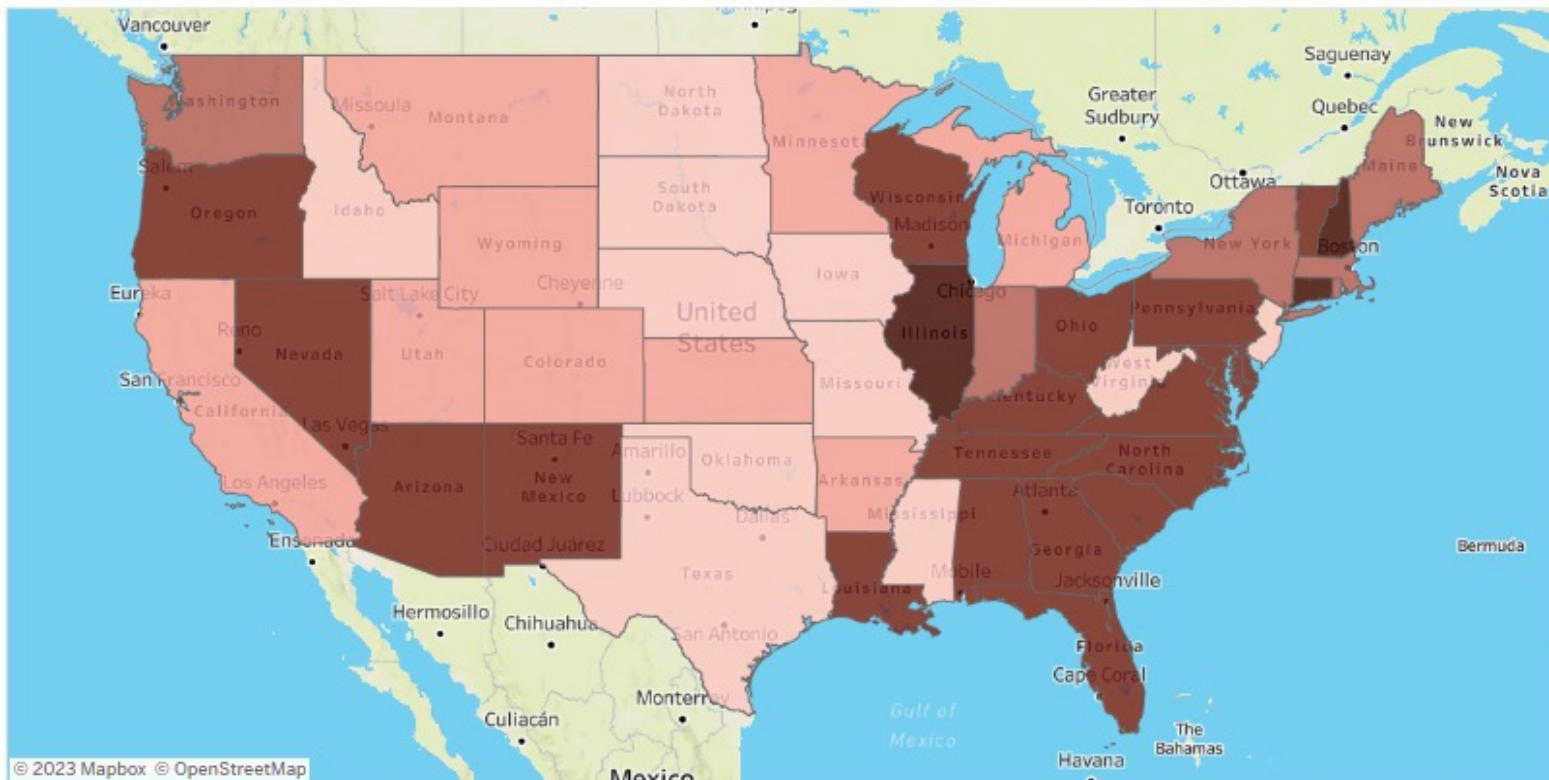 Vancouver
Winnipeg
Saguenay
Greater
Sudbury
Quebec
New
Brunswick
Nova
Scotia
Washington
Missoula
Montana
North
Dakota
Minnesota
Maine
Ottawa
Salem
Oregon
Idaho
South
Dakota
Wisconsin
Madison
Toronto
Wyoming
Michigan
New York
Boston
Cheyenne
Iowa
Eureka
Salt Lake City
Chicago
Reno
Nevada
Utah
Colorado
United
States
Illinois
Ohio
Pennsylvania
San Francisco
California
Missouri
West
Virginia
Kentucky
Las Vegas
Santa Fe
Amarillo
Oklahoma
Tennessee
North
Carolina
Los Angeles
Arizona
New
Mexico
Lubbock
Arkansas
Atlanta
Mississippi
Dallas
Ensenada
Ciudad Juárez
Georgia
Bermuda
Texas
Louisiana
Mobile
Jacksonville
Hermosillo
Chihuahua
San Antonio
Florida
Cape Coral
Monterrey
Culiacán
Gulf of
Mexico
The
Bahamas
Havana
Mexico
© 2023 Mapbox © OpenStreetMap